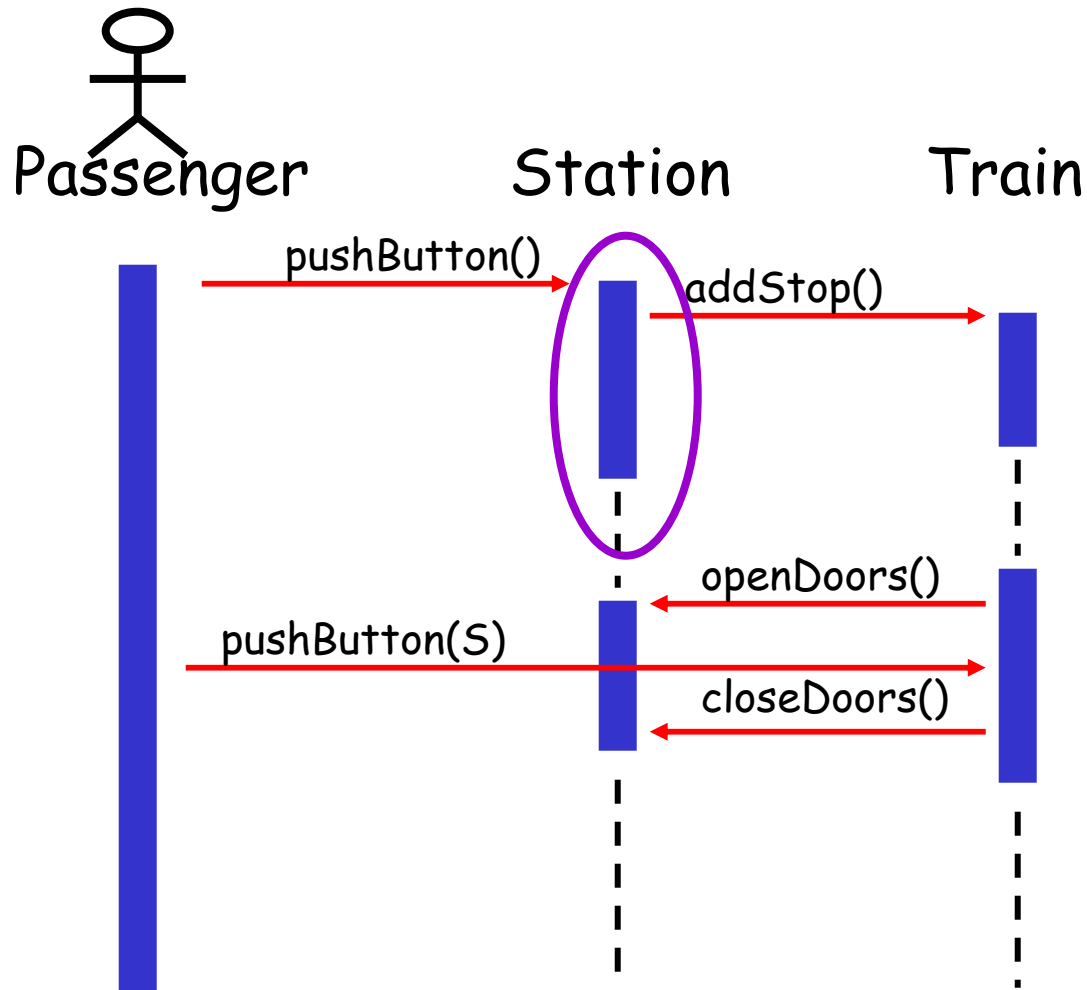 Passenger
Station
Train
pushButton()
addStop()
openDoors()
pushButton(S)
closeDoors()